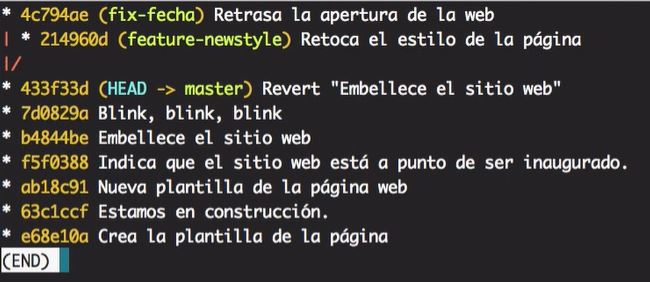 * 4c794ae (fix-fecha) Retrasa la apertura de la web
| * 214960d (feature-newstyle) Retoca el estilo de la página
|/
* 433f33d (HEAD -> master) Revert "Embellece el sitio web"
* 7d0829a Blink, blink, blink
* b4844be Embellece el sitio web
* f5f0388 Indica que el sitio web está a punto de ser inaugurado.
* ab18c91 Nueva plantilla de la página web
* 63c1ccf Estamos en construcción.
* e68e10a Crea la plantilla de la página
(END)